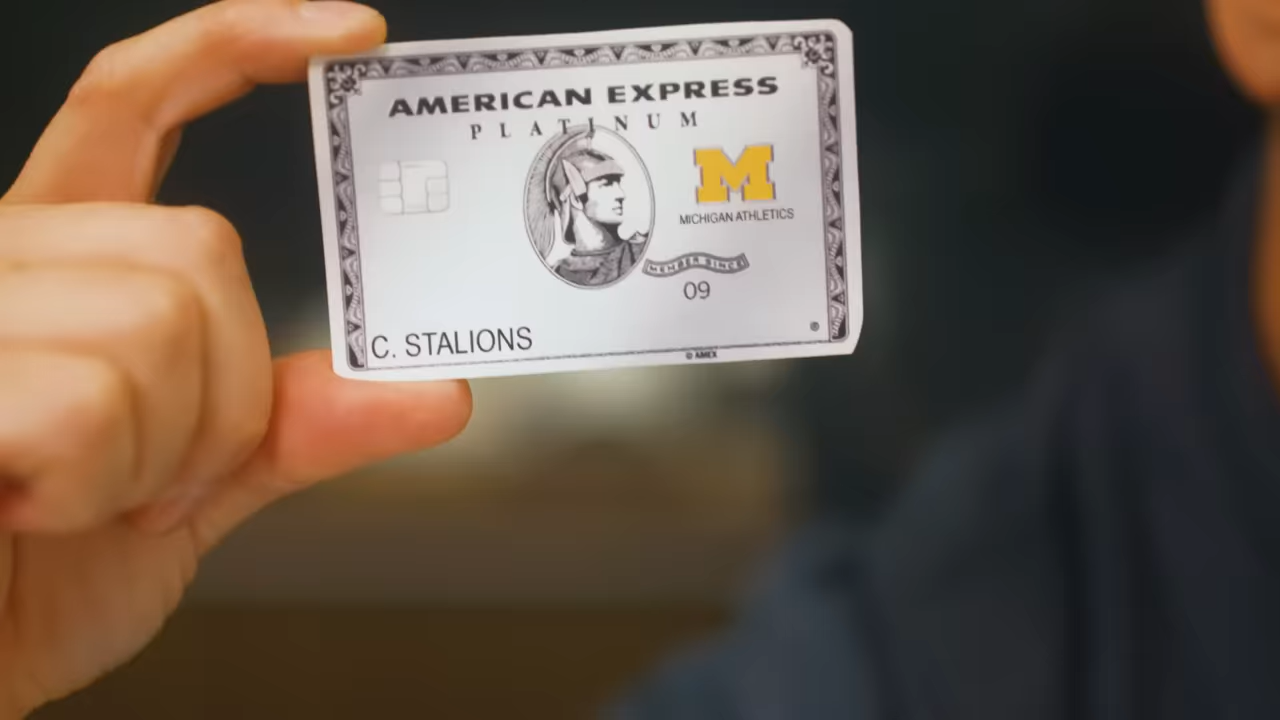 AMERICAN EXPRESS
PLATINUM
M
MICHIGAN ATHLETICS
MEMBER SINCE
09
C. STALIONS
®
© AMEX